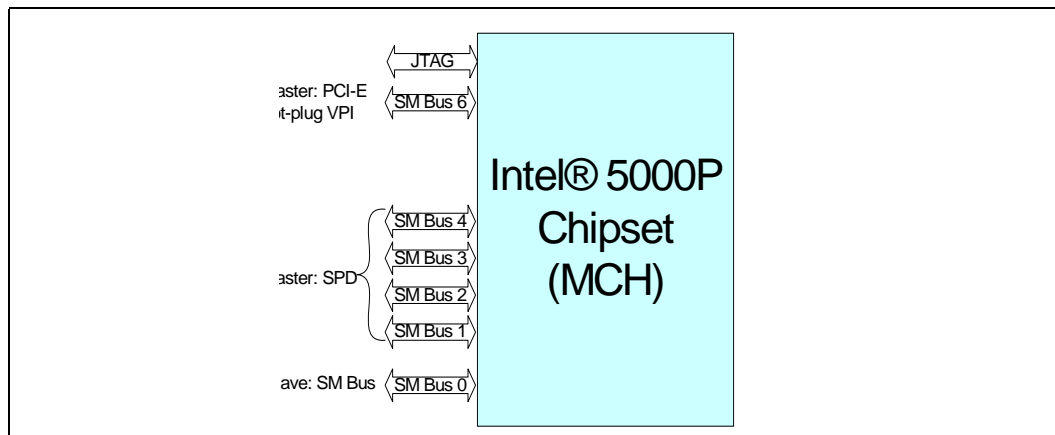 JTAG
aster: PCI-E
SM Bus 6
t-plug VPI
Intel® 5000P
Chipset
(MCH)
SM Bus 4
SM Bus 3
aster: SPD
SM Bus 2
SM Bus 1
ave: SM Bus
SM Bus 0